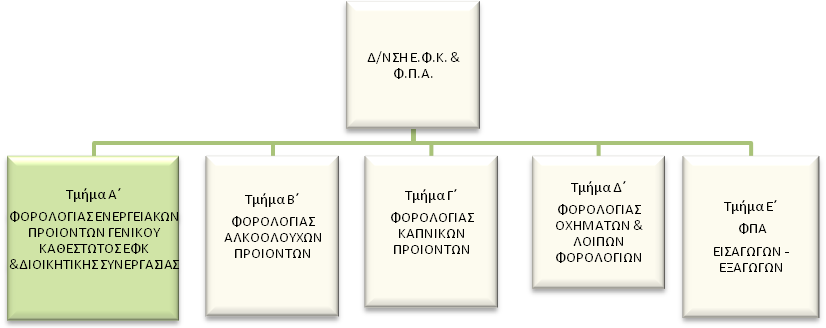 Δ/ΝΣΗ Ε.Φ.Κ. &
Φ.Π.Α.
Τμήμα Α΄
ΦΟΡΟΛΟΓΙΑΣ ΕΝΕΡΓΕΙΑΚΩΝ
ΠΡΟΙΟΝΤΩΝ ΓΕΝΙΚΟΥ
ΚΑΘΕΣΤΩΤΟΣ ΕΦΚ
& ΔΙΟΙΚΗΤΙΚΗΣ ΣΥΝΕΡΓΑΣΙΑΣ
Τμήμα Β΄
ΦΟΡΟΛΟΓΙΑΣ
ΑΛΚΟΟΛΟΥΧΩΝ
ΠΡΟΙΟΝΤΩΝ
Τμήμα Γ΄
ΦΟΡΟΛΟΓΙΑΣ
ΚΑΠΝΙΚΩΝ
ΠΡΟΙΟΝΤΩΝ
Τμήμα Δ΄
ΦΟΡΟΛΟΓΙΑΣ
ΟΧΗΜΑΤΩΝ &
ΛΟΙΠΩΝ
ΦΟΡΟΛΟΓΙΩΝ
Τμήμα Ε΄
ΦΠΑ
ΕΙΣΑΓΩΓΩΝ –
ΕΞΑΓΩΓΩΝ